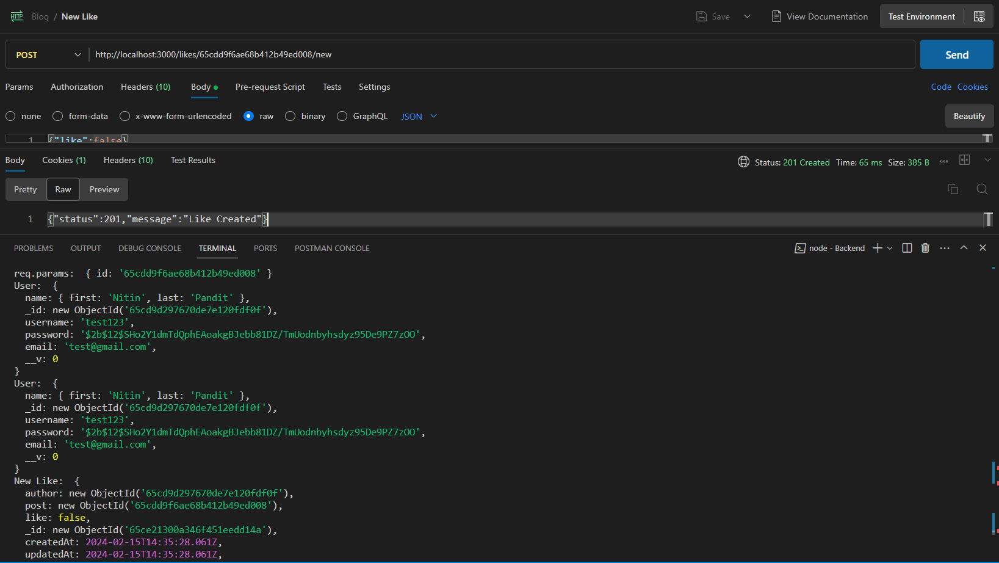 HTTP Blog / New Like Save View Documentation Test Environment
POST http://localhost:3000/likes/65cdd9f6ae68b412b49ed008/new Send
Params Authorization Headers (10) Body Pre-request Script Tests Settings Code Cookies
none form-data x-www-form-urlencoded raw binary GraphQL JSON Beautify
1 {"like":false}
Body Cookies (1) Headers (10) Test Results Status: 201 Created Time: 65 ms Size: 385 B
Pretty Raw Preview
1 {"status":201,"message":"Like Created"}
PROBLEMS OUTPUT DEBUG CONSOLE TERMINAL PORTS POSTMAN CONSOLE node - Backend
req.params:  { id: '65cdd9f6ae68b412b49ed008' }
User:  {
  name: { first: 'Nitin', last: 'Pandit' },
  _id: new ObjectId('65cd9d297670de7e120fdf0f'),
  username: 'test123',
  password: '$2b$12$SHo2Y1dmTdQphEAoakgBJebb81DZ/TmUodnbyhsdyz95De9PZ7zOO',
  email: 'test@gmail.com',
  __v: 0
}
User:  {
  name: { first: 'Nitin', last: 'Pandit' },
  _id: new ObjectId('65cd9d297670de7e120fdf0f'),
  username: 'test123',
  password: '$2b$12$SHo2Y1dmTdQphEAoakgBJebb81DZ/TmUodnbyhsdyz95De9PZ7zOO',
  email: 'test@gmail.com',
  __v: 0
}
New Like:  {
  author: new ObjectId('65cd9d297670de7e120fdf0f'),
  post: new ObjectId('65cdd9f6ae68b412b49ed008'),
  like: false,
  _id: new ObjectId('65ce21300a346f451eedd14a'),
  createdAt: 2024-02-15T14:35:28.061Z,
  updatedAt: 2024-02-15T14:35:28.061Z,